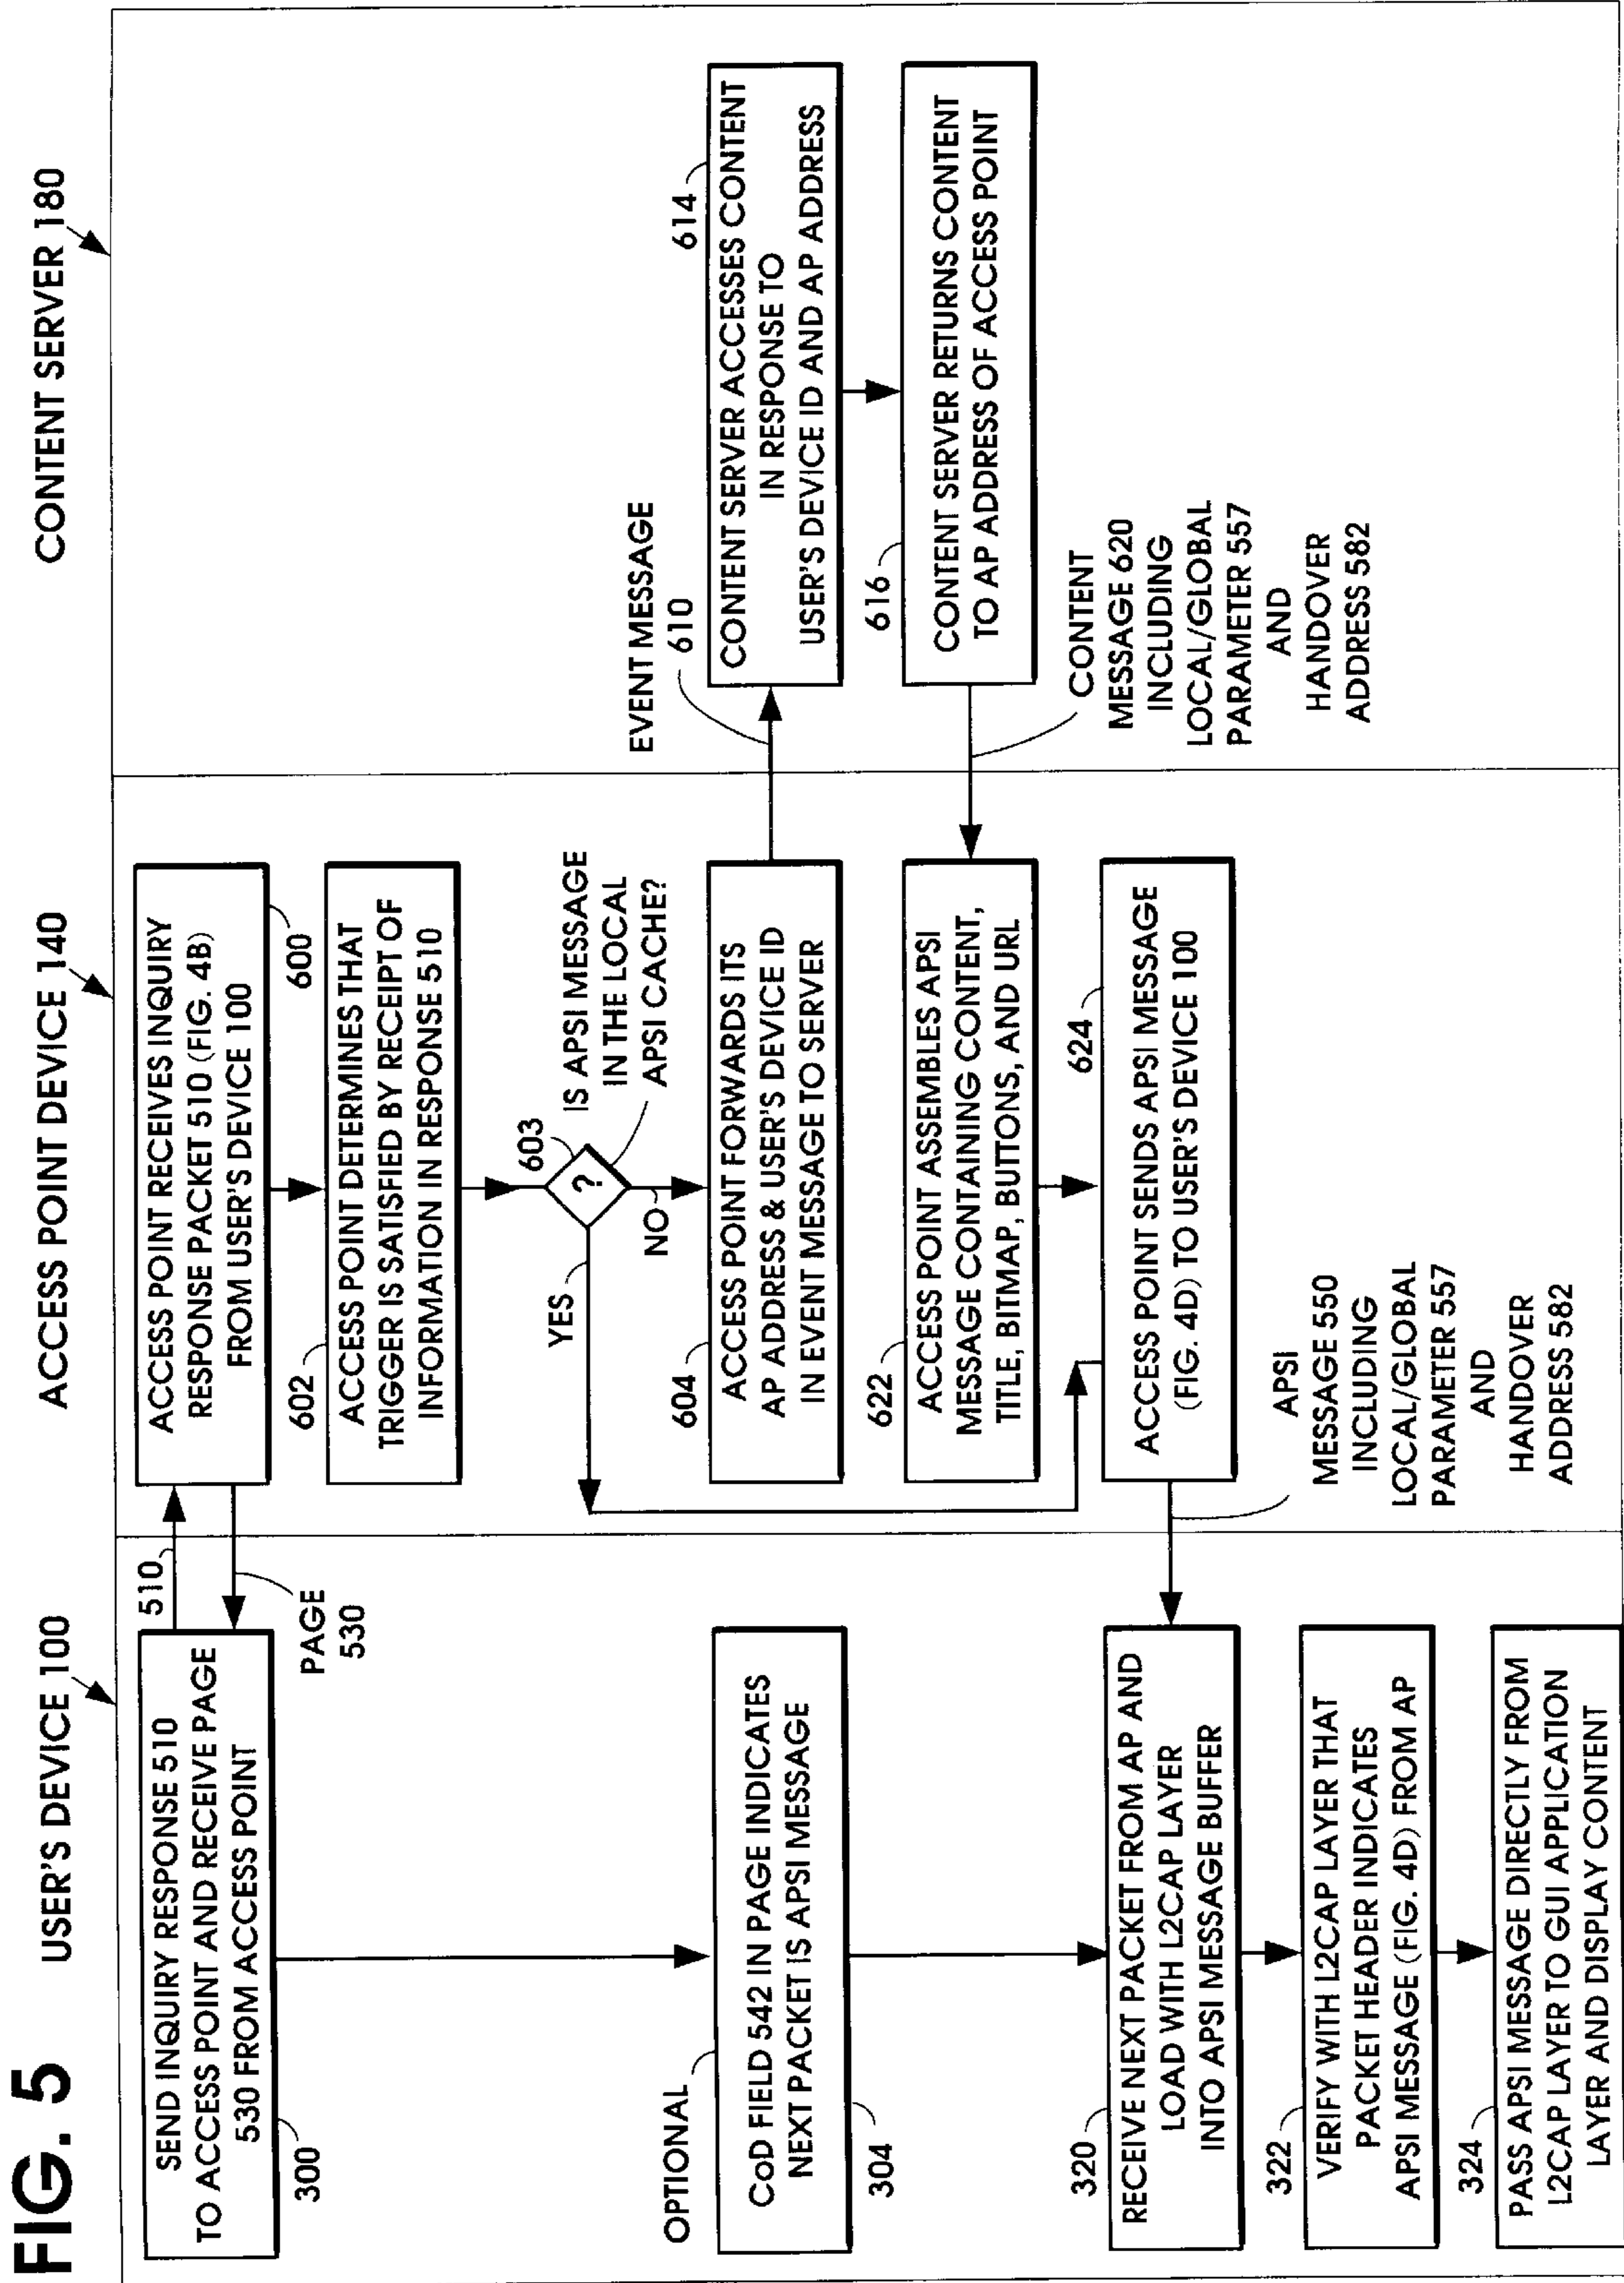 FIG. 5
USER'S DEVICE 100
ACCESS POINT DEVICE 140
CONTENT SERVER 180
SEND INQUIRY RESPONSE 510
TO ACCESS POINT AND RECEIVE PAGE
530 FROM ACCESS POINT
300
510
PAGE
530
OPTIONAL
CoD FIELD 542 IN PAGE INDICATES
NEXT PACKET IS APSI MESSAGE
304
320
RECEIVE NEXT PACKET FROM AP AND
LOAD WITH L2CAP LAYER
INTO APSI MESSAGE BUFFER
322
VERIFY WITH L2CAP LAYER THAT
PACKET HEADER INDICATES
APSI MESSAGE (FIG. 4D) FROM AP
324
PASS APSI MESSAGE DIRECTLY FROM
L2CAP LAYER TO GUI APPLICATION
LAYER AND DISPLAY CONTENT
ACCESS POINT RECEIVES INQUIRY
RESPONSE PACKET 510 (FIG. 4B)
FROM USER'S DEVICE 100
600
602
ACCESS POINT DETERMINES THAT
TRIGGER IS SATISFIED BY RECEIPT OF
INFORMATION IN RESPONSE 510
603
?
IS APSI MESSAGE
IN THE LOCAL
APSI CACHE?
YES
NO
604
ACCESS POINT FORWARDS ITS
AP ADDRESS & USER'S DEVICE ID
IN EVENT MESSAGE TO SERVER
622
ACCESS POINT ASSEMBLES APSI
MESSAGE CONTAINING CONTENT,
TITLE, BITMAP, BUTTONS, AND URL
624
ACCESS POINT SENDS APSI MESSAGE
(FIG. 4D) TO USER'S DEVICE 100
APSI
MESSAGE 550
INCLUDING
LOCAL/GLOBAL
PARAMETER 557
AND
HANDOVER
ADDRESS 582
EVENT MESSAGE
610
614
CONTENT SERVER ACCESSES CONTENT
IN RESPONSE TO
USER'S DEVICE ID AND AP ADDRESS
616
CONTENT SERVER RETURNS CONTENT
TO AP ADDRESS OF ACCESS POINT
CONTENT
MESSAGE 620
INCLUDING
LOCAL/GLOBAL
PARAMETER 557
AND
HANDOVER
ADDRESS 582